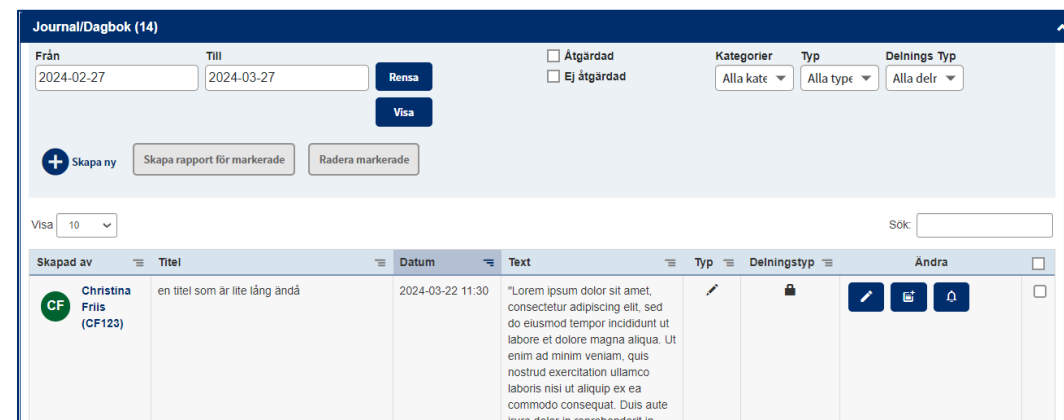 Journal/Dagbok (14)
Från Till Åtgärdad Kategorier Typ Delnings Typ
2024-02-27 2024-03-27 Rensa Ej åtgärdad Alla kate Alla type Alla delr
Visa
Skapa ny Skapa rapport för markerade Radera markerade
Visa 10 Sök:
Skapad av Titel Datum Text Typ Delningstyp Ändra
CF Christina Friis (CF123) en titel som är lite lång ändå 2024-03-22 11:30 "Lorem ipsum dolor sit amet,
consectetur adipiscing elit, sed
do eiusmod tempor incididunt ut
labore et dolore magna aliqua. Ut
enim ad minim veniam, quis
nostrud exercitation ullamco
laboris nisi ut aliquip ex ea
commodo consequat. Duis aute